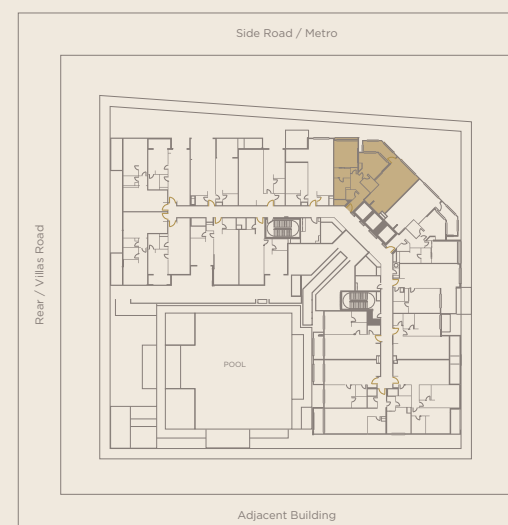 Side Road / Metro
Rear / Villas Road
POOL
Adjacent Building